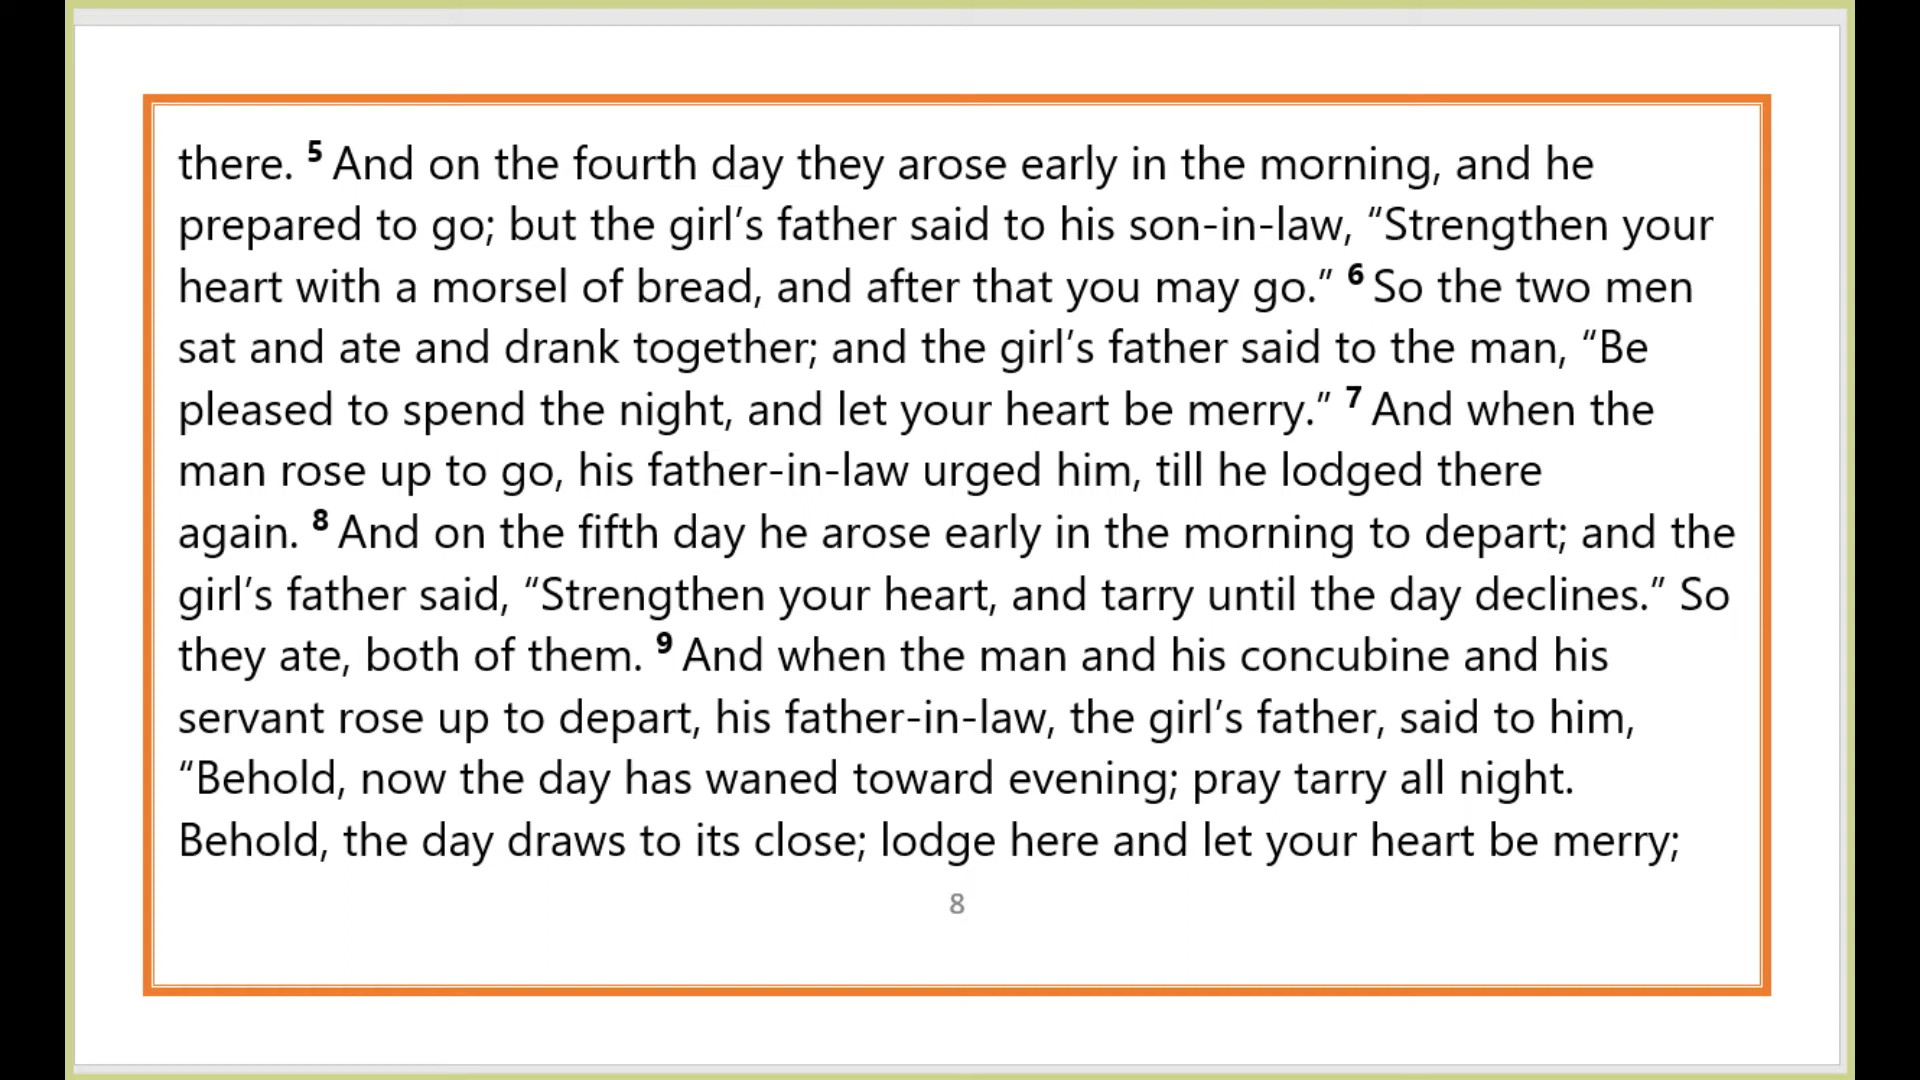 there. 5 And on the fourth day they arose early in the morning, and he
prepared to go; but the girl’s father said to his son-in-law, “Strengthen your
heart with a morsel of bread, and after that you may go.” 6 So the two men
sat and ate and drank together; and the girl’s father said to the man, “Be
pleased to spend the night, and let your heart be merry.” 7 And when the
man rose up to go, his father-in-law urged him, till he lodged there
again. 8 And on the fifth day he arose early in the morning to depart; and the
girl’s father said, “Strengthen your heart, and tarry until the day declines.” So
they ate, both of them. 9 And when the man and his concubine and his
servant rose up to depart, his father-in-law, the girl’s father, said to him,
“Behold, now the day has waned toward evening; pray tarry all night.
Behold, the day draws to its close; lodge here and let your heart be merry;
8